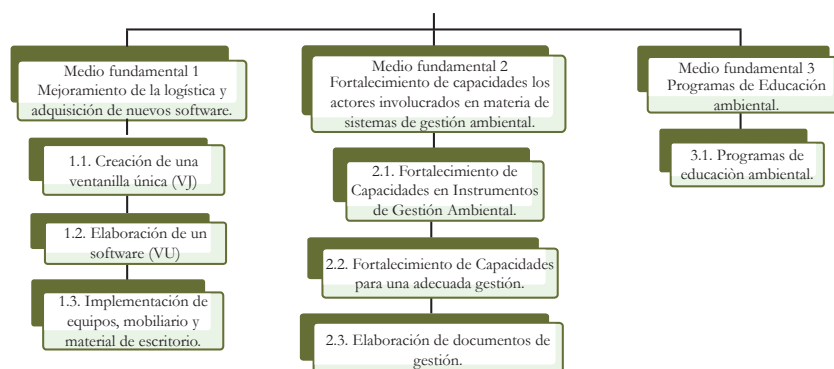 Medio fundamental 1
Mejoramiento de la logística y
adquisición de nuevos software.
1.1. Creación de una
ventanilla única (VJ)
1.2. Elaboración de un
software (VU)
1.3. Implementación de
equipos, mobiliario y
material de escritorio.
Medio fundamental 2
Fortalecimiento de capacidades los
actores involucrados en materia de
sistemas de gestión ambiental.
2.1. Fortalecimiento de
Capacidades en Instrumentos
de Gestión Ambiental.
2.2. Fortalecimiento de Capacidades
para una adecuada gestión.
2.3. Elaboración de documentos de
gestión.
Medio fundamental 3
Programas de Educación
ambiental.
3.1. Programas de
educaciòn ambiental.